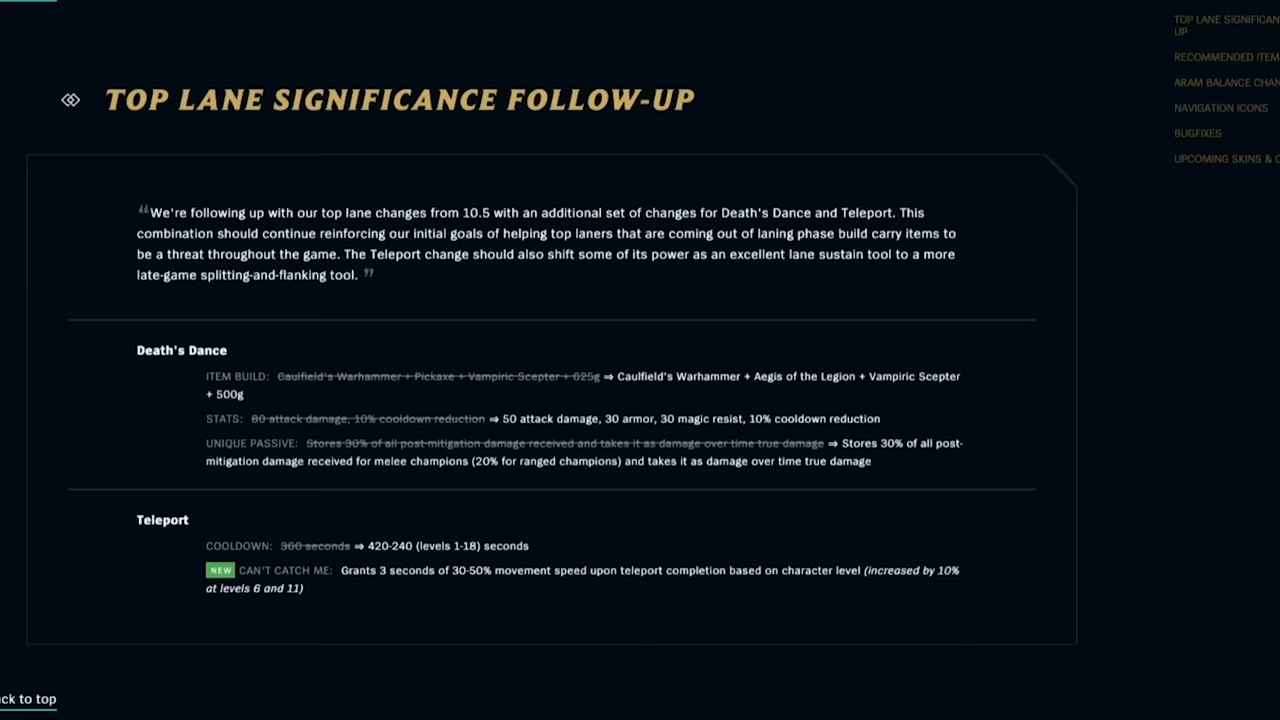 TOP LANE SIGNIFICANCE FOLLOW-UP
“We're following up with our top lane changes from 10.5 with an additional set of changes for Death's Dance and Teleport. This
combination should continue reinforcing our initial goals of helping top laners that are coming out of laning phase build carry items to
be a threat throughout the game. The Teleport change should also shift some of its power as an excellent lane sustain tool to a more
late-game splitting-and-flanking tool. ”
Death's Dance
ITEM BUILD: Caulfield's Warhammer + Pickaxe + Vampiric Scepter + 625g ⇒ Caulfield's Warhammer + Aegis of the Legion + Vampiric Scepter
+ 500g
STATS: 80 attack damage, 10% cooldown reduction ⇒ 50 attack damage, 30 armor, 30 magic resist, 10% cooldown reduction
UNIQUE PASSIVE: Stores 30% of all post-mitigation damage received and takes it as damage over time true damage ⇒ Stores 30% of all post-
mitigation damage received for melee champions (20% for ranged champions) and takes it as damage over time true damage
Teleport
COOLDOWN: 360 seconds ⇒ 420-240 (levels 1-18) seconds
NEW CAN'T CATCH ME: Grants 3 seconds of 30-50% movement speed upon teleport completion based on character level (increased by 10%
at levels 6 and 11)
ck to top
TOP LANE SIGNIFICAN
UP
RECOMMENDED ITEM
ARAM BALANCE CHAN
NAVIGATION ICONS
BUGFIXES
UPCOMING SKINS & C